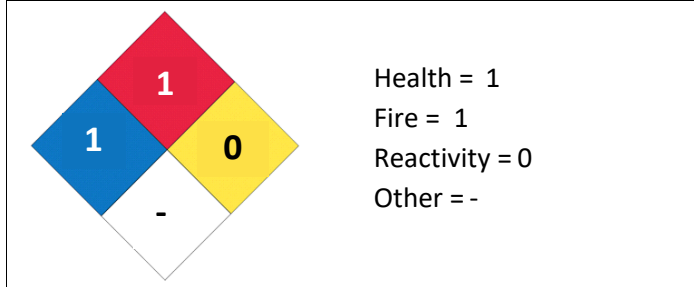 1
1
0
-
Health = 1
Fire = 1
Reactivity = 0
Other = -